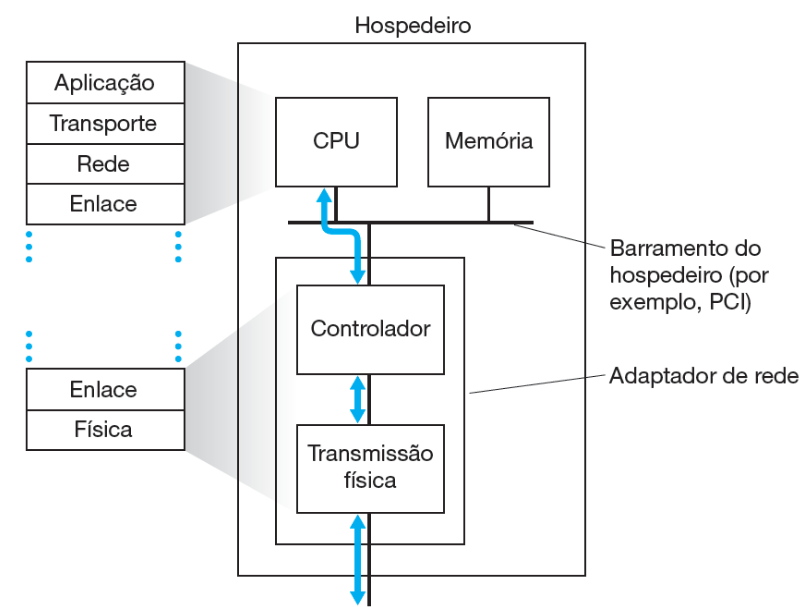 Hospedeiro
Aplicação
Transporte
Rede
Enlace
CPU
Memória
Barramento do
hospedeiro (por
exemplo, PCI)
Controlador
Adaptador de rede
Enlace
Física
Transmissão
física